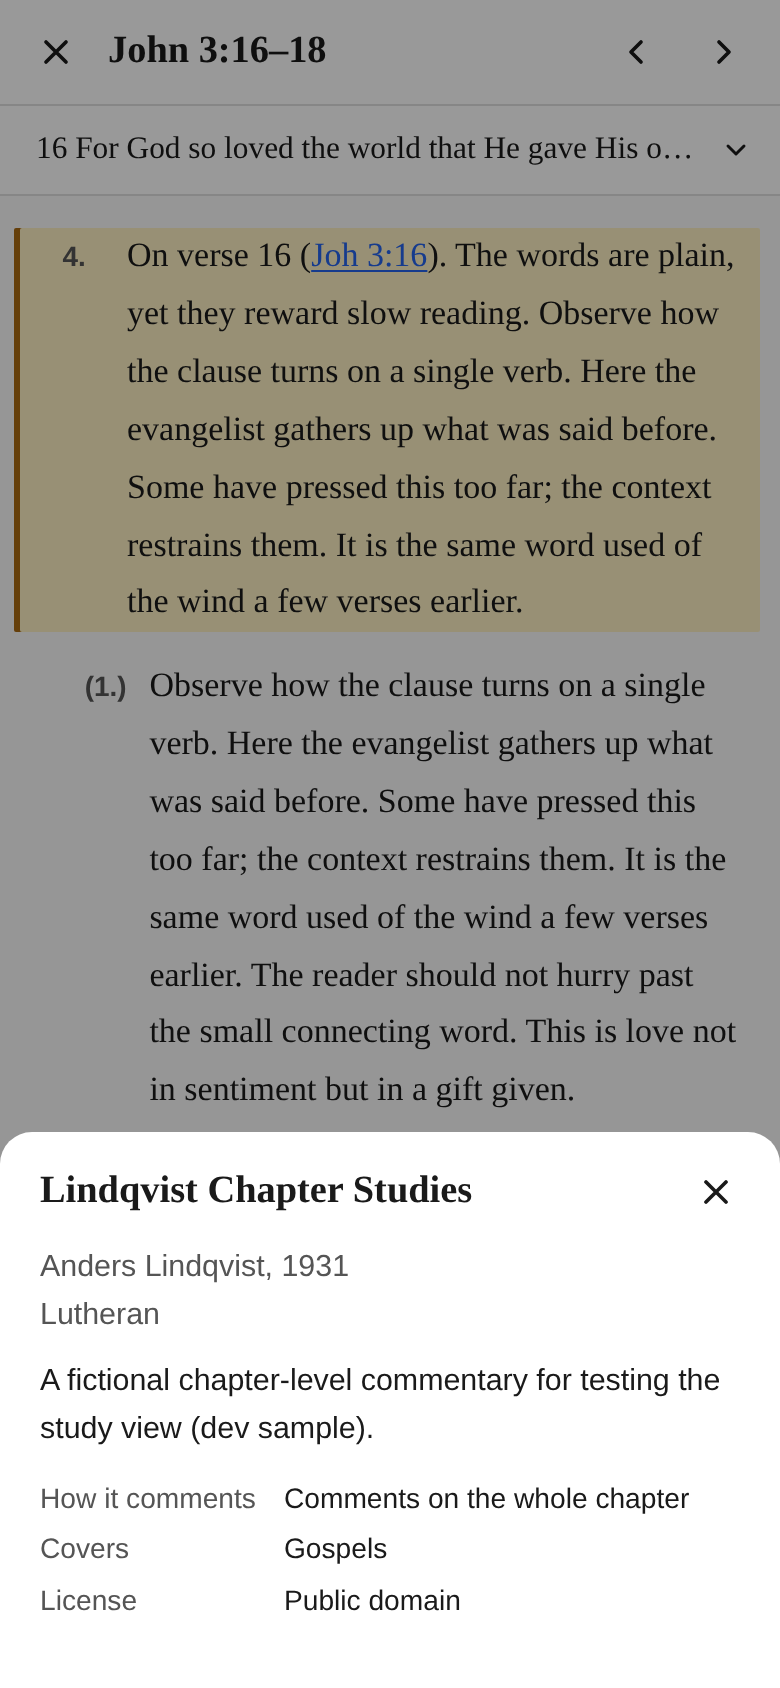 John 3:16–18
16 For God so loved the world that He gave His o…
4. On verse 16 (Joh 3:16). The words are plain,
yet they reward slow reading. Observe how
the clause turns on a single verb. Here the
evangelist gathers up what was said before.
Some have pressed this too far; the context
restrains them. It is the same word used of
the wind a few verses earlier.
(1.) Observe how the clause turns on a single
verb. Here the evangelist gathers up what
was said before. Some have pressed this
too far; the context restrains them. It is the
same word used of the wind a few verses
earlier. The reader should not hurry past
the small connecting word. This is love not
in sentiment but in a gift given.
Lindqvist Chapter Studies
Anders Lindqvist, 1931
Lutheran
A fictional chapter-level commentary for testing the
study view (dev sample).
How it comments Comments on the whole chapter
Covers Gospels
License Public domain